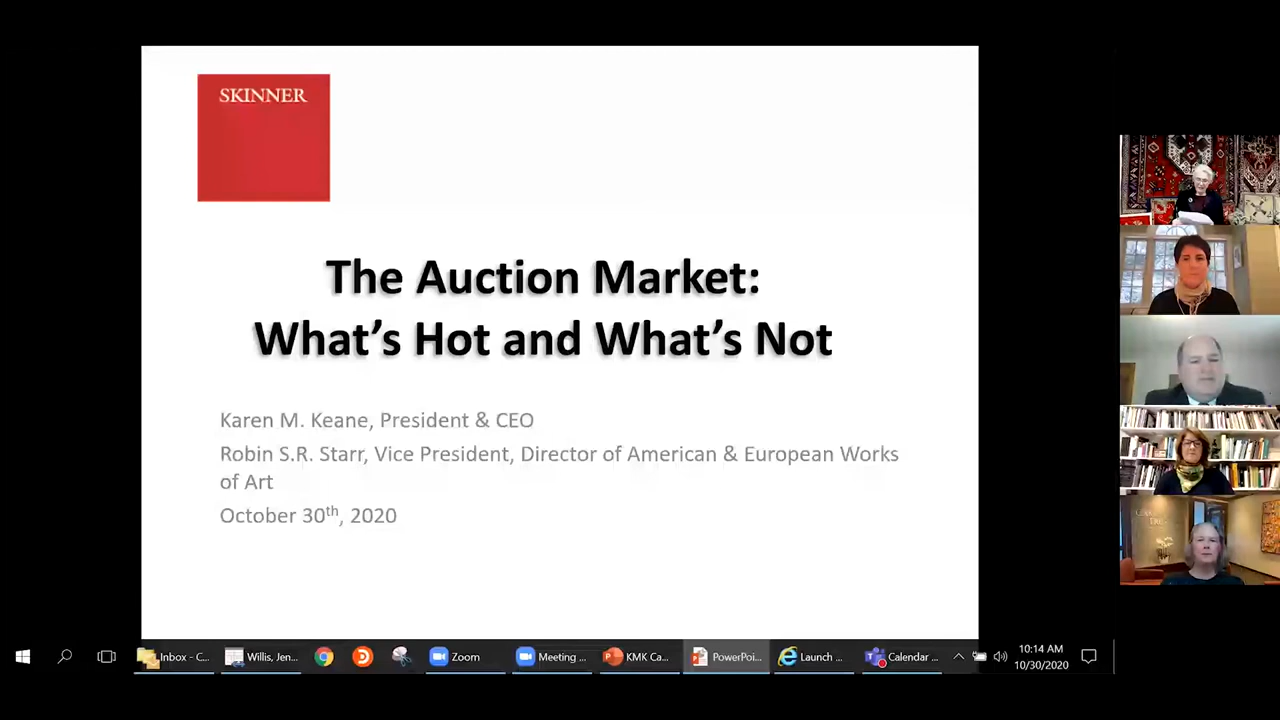 SKINNER
The Auction Market:
What's Hot and What's Not
Karen M. Keane, President & CEO
Robin S.R. Starr, Vice President, Director of American & European Works
of Art
October 30th, 2020
Inbox - C...
Willis, Jen...
Zoom
Meeting ...
KMK Ca...
PowerPoi...
Launch ...
Calendar ...
10:14 AM
10/30/2020